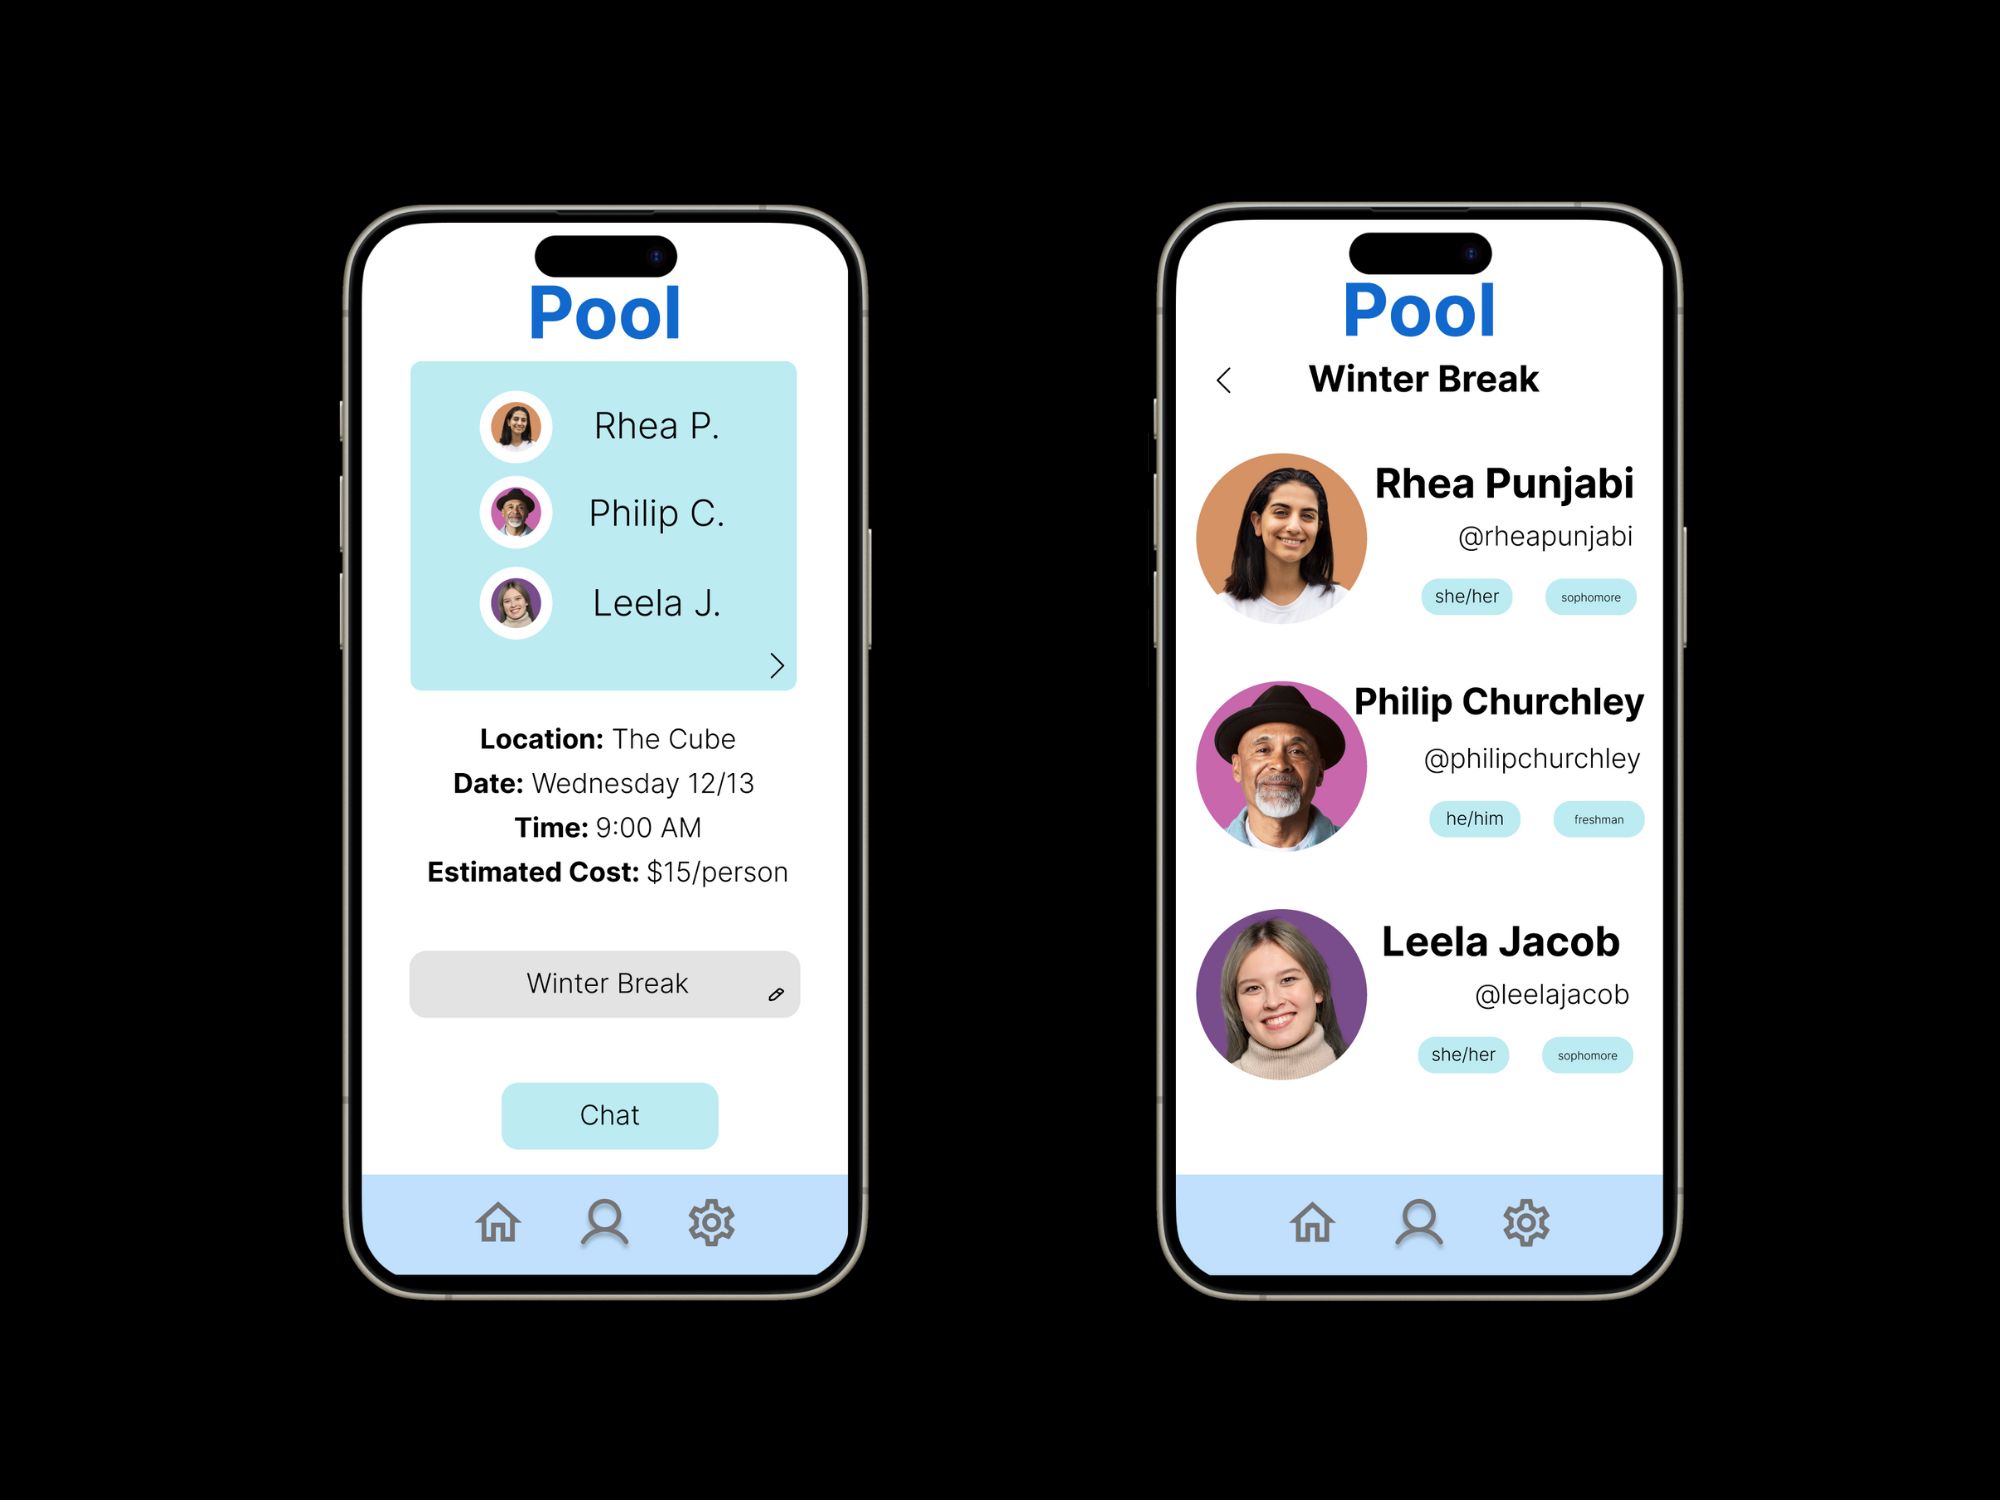 Pool
Rhea P.
Philip C.
Leela J.
Location: The Cube
Date: Wednesday 12/13
Time: 9:00 AM
Estimated Cost: $15/person
Winter Break
Chat
Pool
Winter Break
Rhea Punjabi
@rheapunjabi
she/her sophomore
Philip Churchley
@philipchurchley
he/him freshman
Leela Jacob
@leelajacob
she/her sophomore